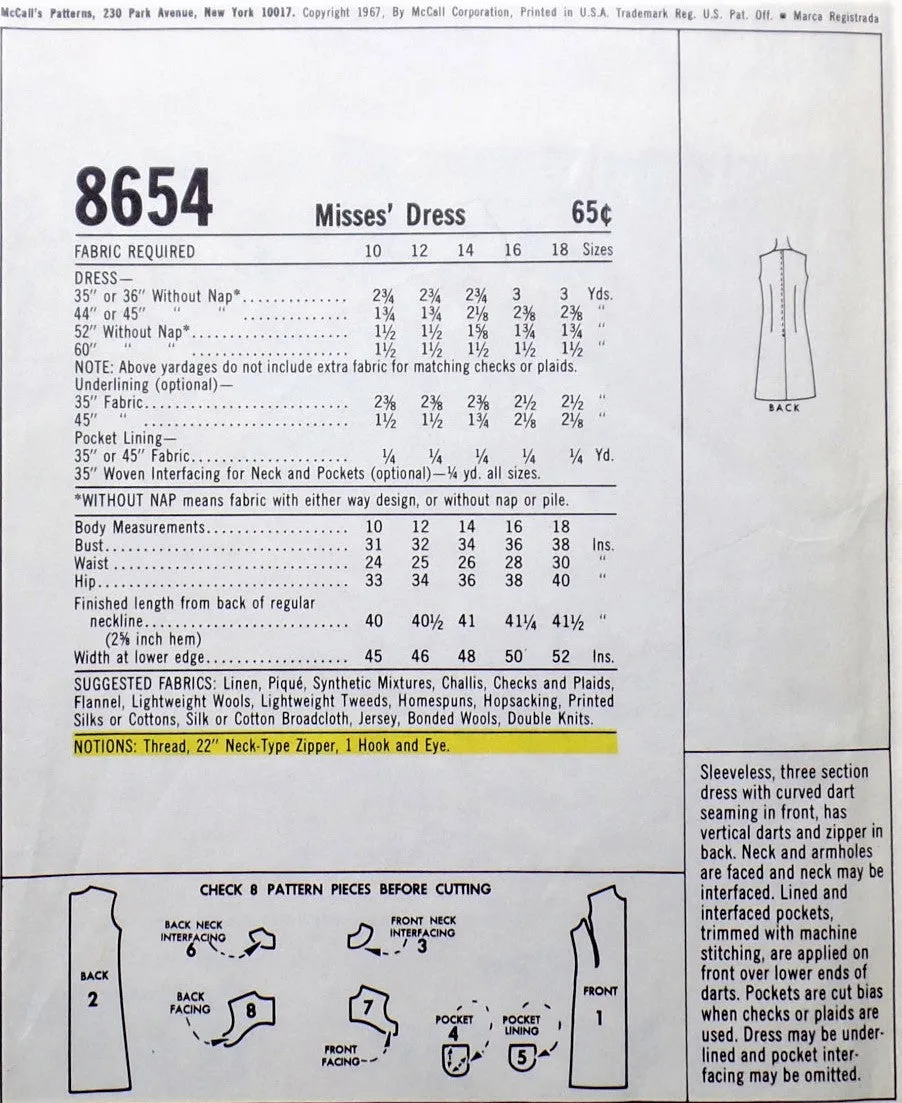 McCall's Patterns, 230 Park Avenue, New York 10017. Copyright 1967, By McCall Corporation, Printed in U.S.A. Trademark Reg. U.S. Pat. Off. • Marca Registrada
8654 Misses' Dress 65¢
FABRIC REQUIRED 10 12 14 16 18 Sizes
DRESS—
35" or 36" Without Nap*.............. 2¾ 2¾ 2¾ 3 3 Yds.
44" or 45" " " .............. 1¾ 1¾ 2⅛ 2⅜ 2⅜ "
52" Without Nap*.................... 1½ 1½ 1⅝ 1¾ 1¾ "
60" " " .................... 1½ 1½ 1½ 1½ 1½ "
NOTE: Above yardages do not include extra fabric for matching checks or plaids.
Underlining (optional)—
35" Fabric.......................... 2⅜ 2⅜ 2⅜ 2½ 2½ "
45" " .......................... 1½ 1½ 1¾ 2⅛ 2⅛ "
Pocket Lining—
35" or 45" Fabric.................... ¼ ¼ ¼ ¼ ¼ Yd.
35" Woven Interfacing for Neck and Pockets (optional)—¼ yd. all sizes.
*WITHOUT NAP means fabric with either way design, or without nap or pile.
Body Measurements.................. 10 12 14 16 18
Bust............................... 31 32 34 36 38 Ins.
Waist.............................. 24 25 26 28 30 "
Hip................................ 33 34 36 38 40 "
Finished length from back of regular
neckline.......................... 40 40½ 41 41¼ 41½ "
(2⅝ inch hem)
Width at lower edge.................. 45 46 48 50 52 Ins.
SUGGESTED FABRICS: Linen, Piqué, Synthetic Mixtures, Challis, Checks and Plaids,
Flannel, Lightweight Wools, Lightweight Tweeds, Homespuns, Hopsacking, Printed
Silks or Cottons, Silk or Cotton Broadcloth, Jersey, Bonded Wools, Double Knits.
NOTIONS: Thread, 22" Neck-Type Zipper, 1 Hook and Eye.
BACK
Sleeveless, three section
dress with curved dart
seaming in front, has
vertical darts and zipper in
back. Neck and armholes
are faced and neck may be
interfaced. Lined and
interfaced pockets,
trimmed with machine
stitching, are applied on
front over lower ends of
darts. Pockets are cut bias
when checks or plaids are
used. Dress may be under-
lined and pocket inter-
facing may be omitted.
CHECK 8 PATTERN PIECES BEFORE CUTTING
BACK
2
BACK NECK
INTERFACING
6
FRONT NECK
INTERFACING
3
BACK
FACING
8
7
FRONT
FACING
POCKET
4
POCKET
LINING
5
FRONT
1